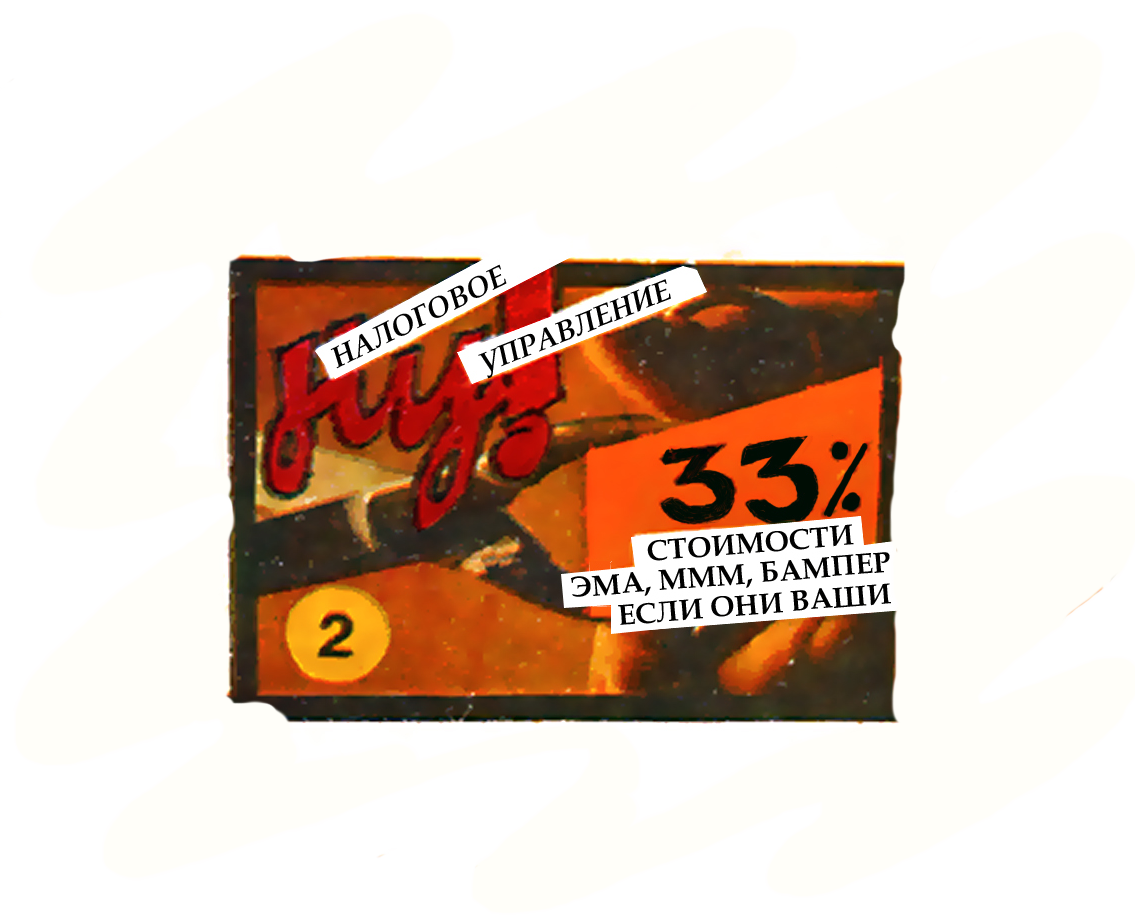 НАЛОГОВОЕ
УПРАВЛЕНИЕ
ну!
33%
СТОИМОСТИ
ЭМА, МММ, БАМПЕР
ЕСЛИ ОНИ ВАШИ
2